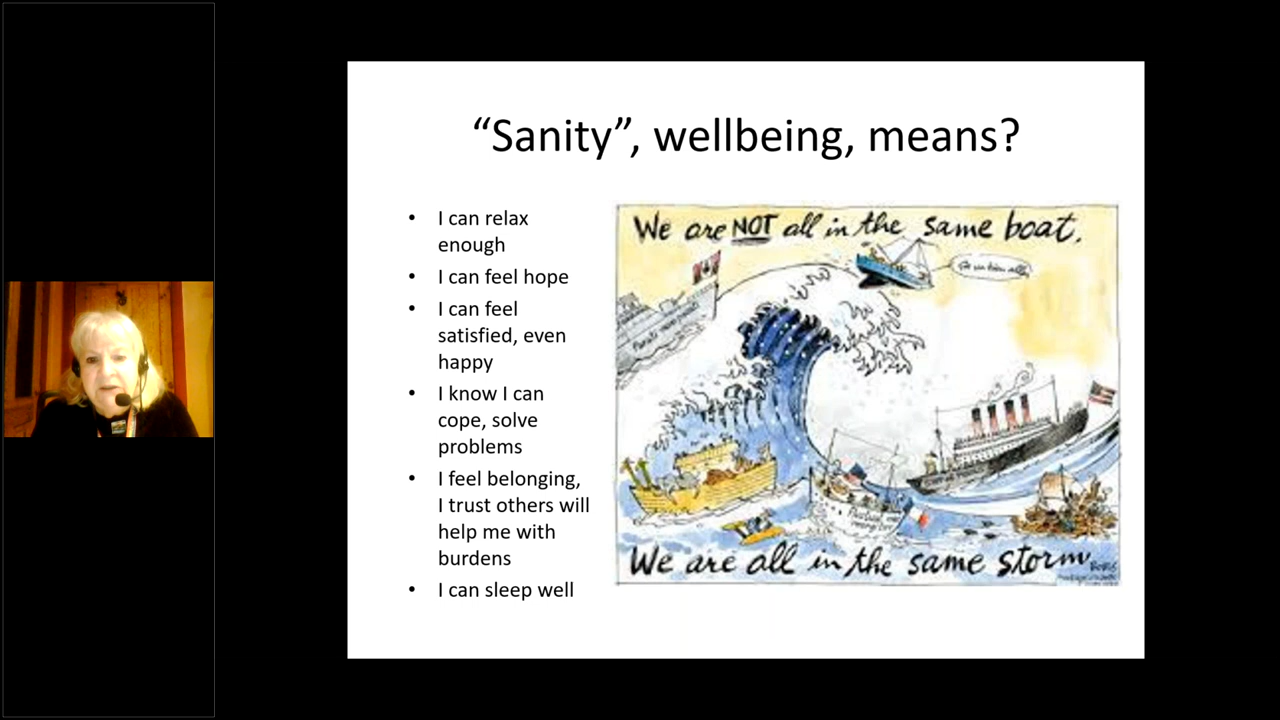 “Sanity”, wellbeing, means?
• I can relax
enough
• I can feel hope
• I can feel
satisfied, even
happy
• I know I can
cope, solve
problems
• I feel belonging,
I trust others will
help me with
burdens
• I can sleep well
We are NOT all in the same boat.
We are all in the same storm